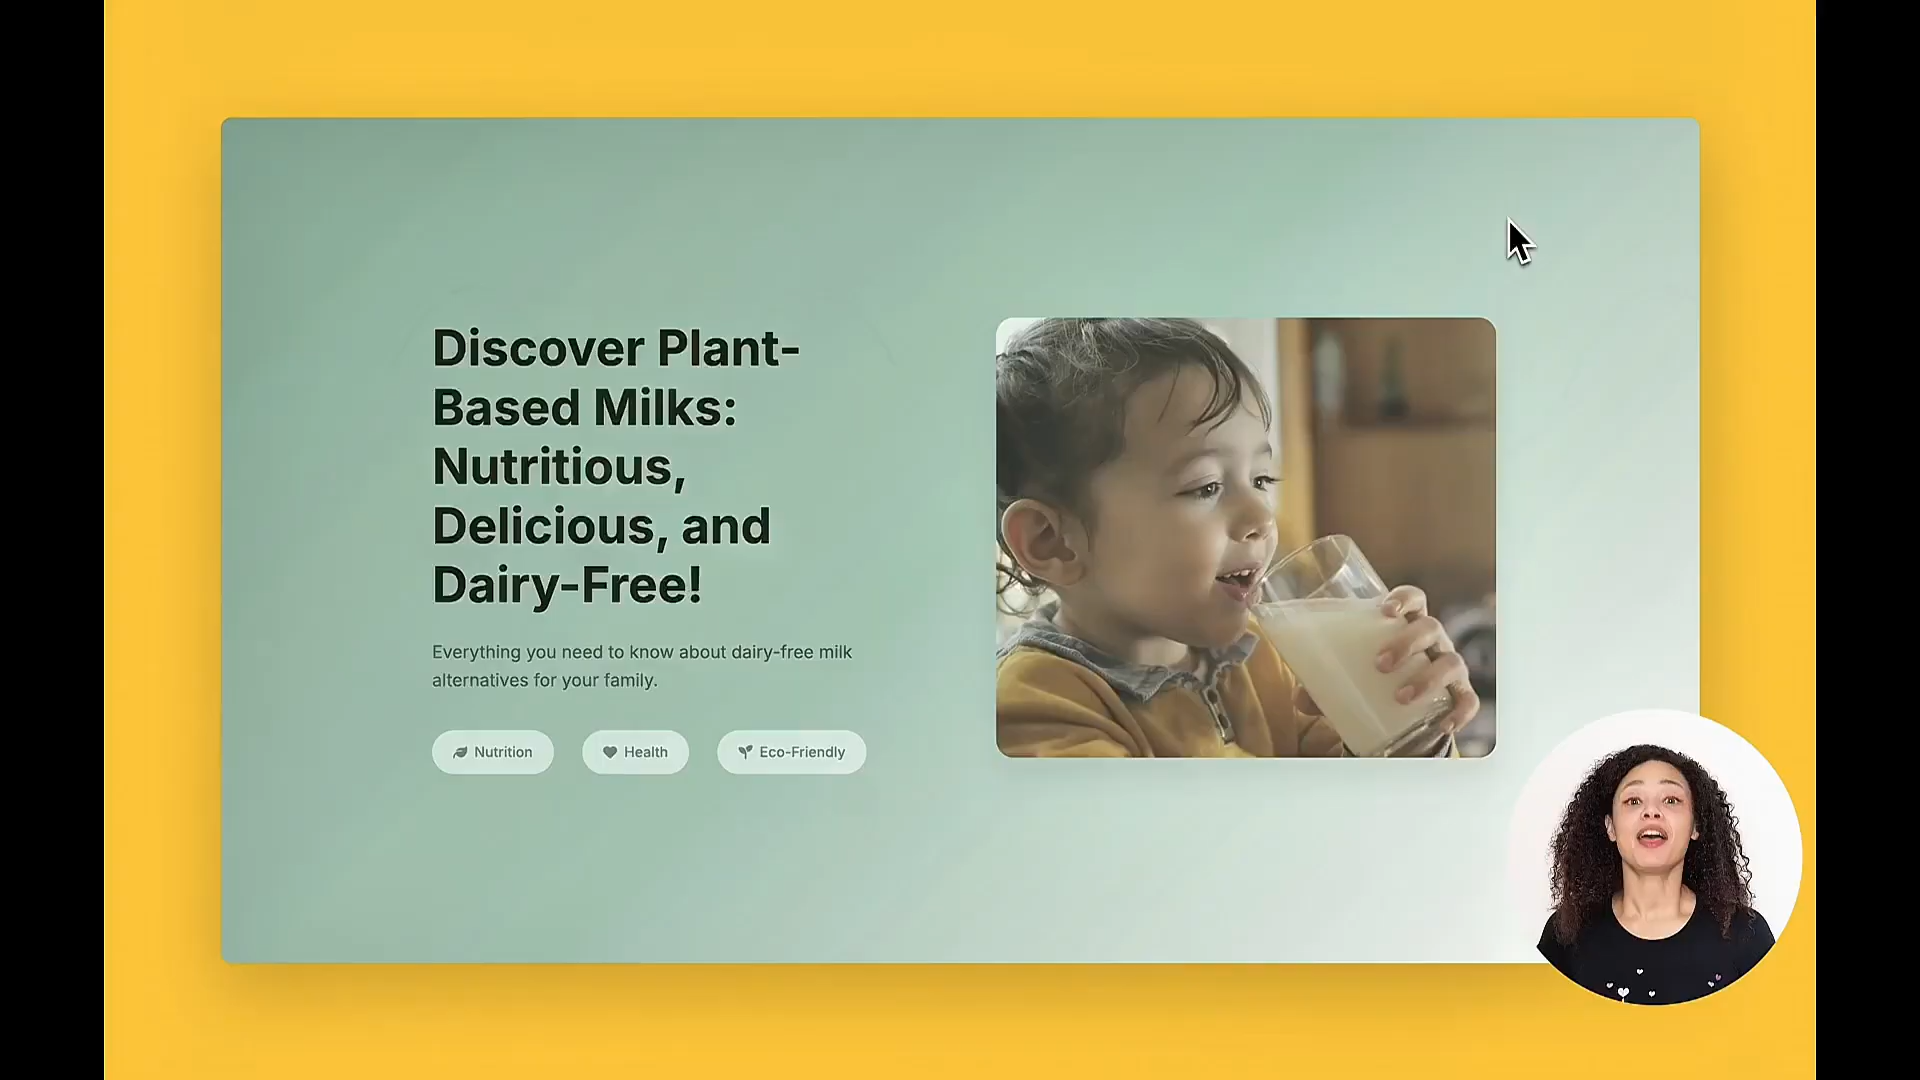 Discover Plant-
Based Milks:
Nutritious,
Delicious, and
Dairy-Free!
Everything you need to know about dairy-free milk
alternatives for your family.
Nutrition
Health
Eco-Friendly